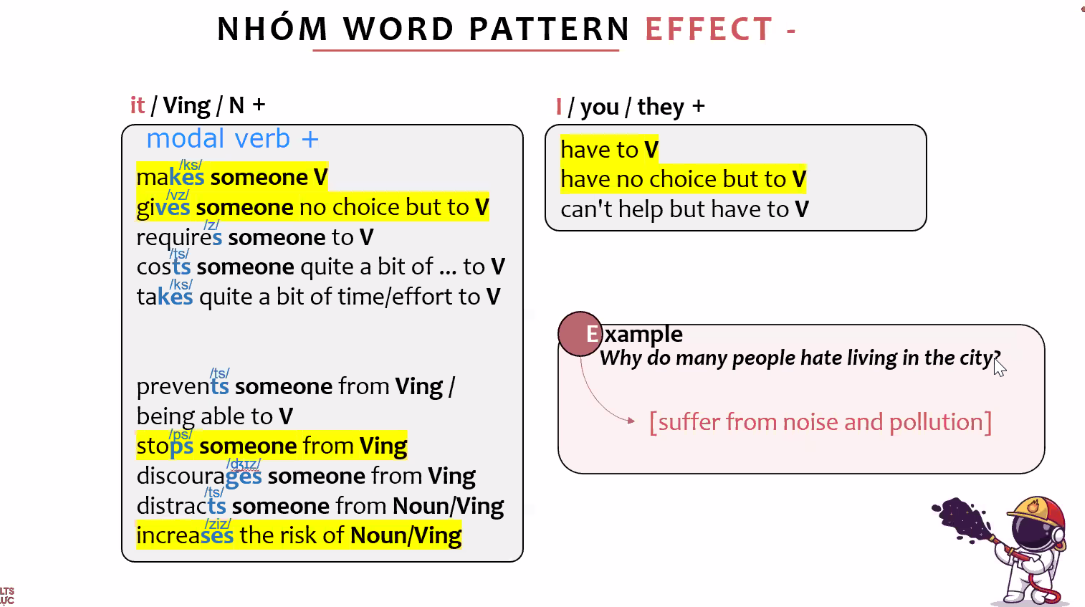 NHÓM WORD PATTERN EFFECT -
it / Ving / N +
modal verb +
/ks/
makes someone V
/vz/
gives someone no choice but to V
/z/
requires someone to V
/ts/
costs someone quite a bit of ... to V
/ks/
takes quite a bit of time/effort to V
/ts/
prevents someone from Ving /
being able to V
/ps/
stops someone from Ving
/dʒɪz/
discourages someone from Ving
/ts/
distracts someone from Noun/Ving
/ziz/
increases the risk of Noun/Ving
I / you / they +
have to V
have no choice but to V
can't help but have to V
Example
Why do many people hate living in the city?
[suffer from noise and pollution]
LTS
ỰC